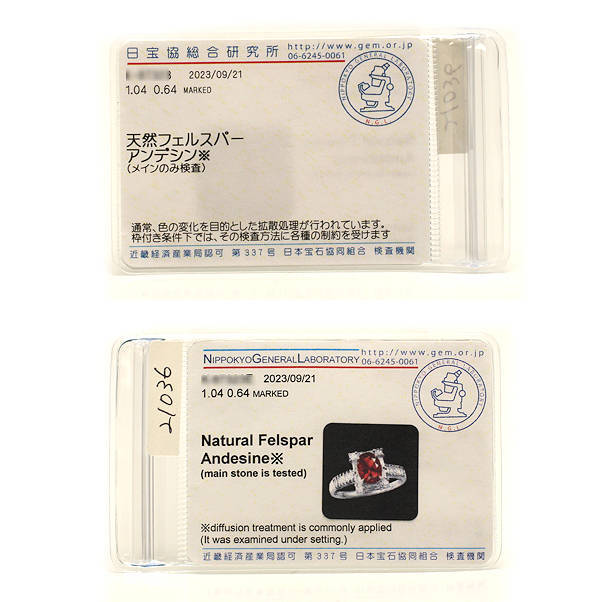 日宝協総合研究所 http://www.gem.or.jp
06-6245-0061
2023/09/21
1.04 0.64 MARKED
NIPPOKYO GENERAL LABORATORY
N.G.L.
21036
天然フェルスパー
アンデシン※
(メインのみ検査)
通常、色の変化を目的とした拡散処理が行われています。
枠付き条件下では、その検査方法に各種の制約を受けます
近畿経済産業局認可 第337号 日本宝石協同組合 検査機関
21036
NIPPOKYO GENERAL LABORATORY http://www.gem.or.jp
06-6245-0061
2023/09/21
1.04 0.64 MARKED
NIPPOKYO GENERAL LABORATORY
N.G.L.
Natural Felspar
Andesine※
(main stone is tested)
※diffusion treatment is commonly applied
(It was examined under setting.)
近畿経済産業局認可 第337号 日本宝石協同組合 検査機関